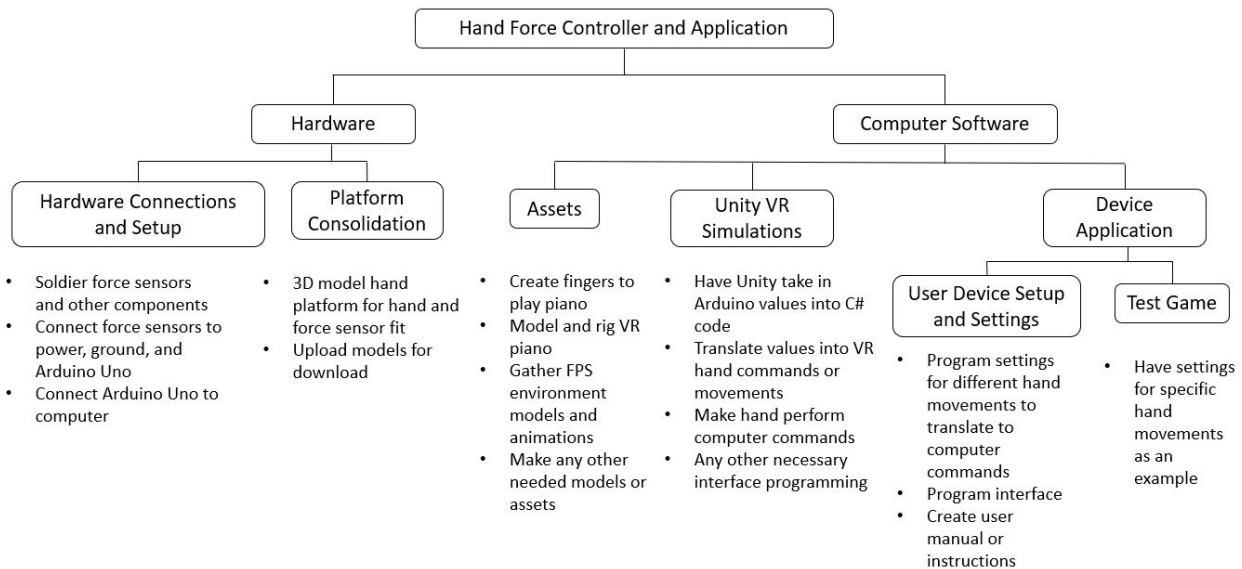 Hand Force Controller and Application
Hardware
Computer Software
Hardware Connections
and Setup
Platform
Consolidation
Assets
Unity VR
Simulations
Device
Application
• Soldier force sensors
and other components
• Connect force sensors to
power, ground, and
Arduino Uno
• Connect Arduino Uno to
computer
• 3D model hand
platform for hand and
force sensor fit
• Upload models for
download
• Create fingers to
play piano
• Model and rig VR
piano
• Gather FPS
environment
models and
animations
• Make any other
needed models or
assets
• Have Unity take in
Arduino values into C#
code
• Translate values into VR
hand commands or
movements
• Make hand perform
computer commands
• Any other necessary
interface programming
User Device Setup
and Settings
• Program settings
for different hand
movements to
translate to
computer
commands
• Program interface
• Create user
manual or
instructions
Test Game
• Have settings
for specific
hand
movements
as an
example